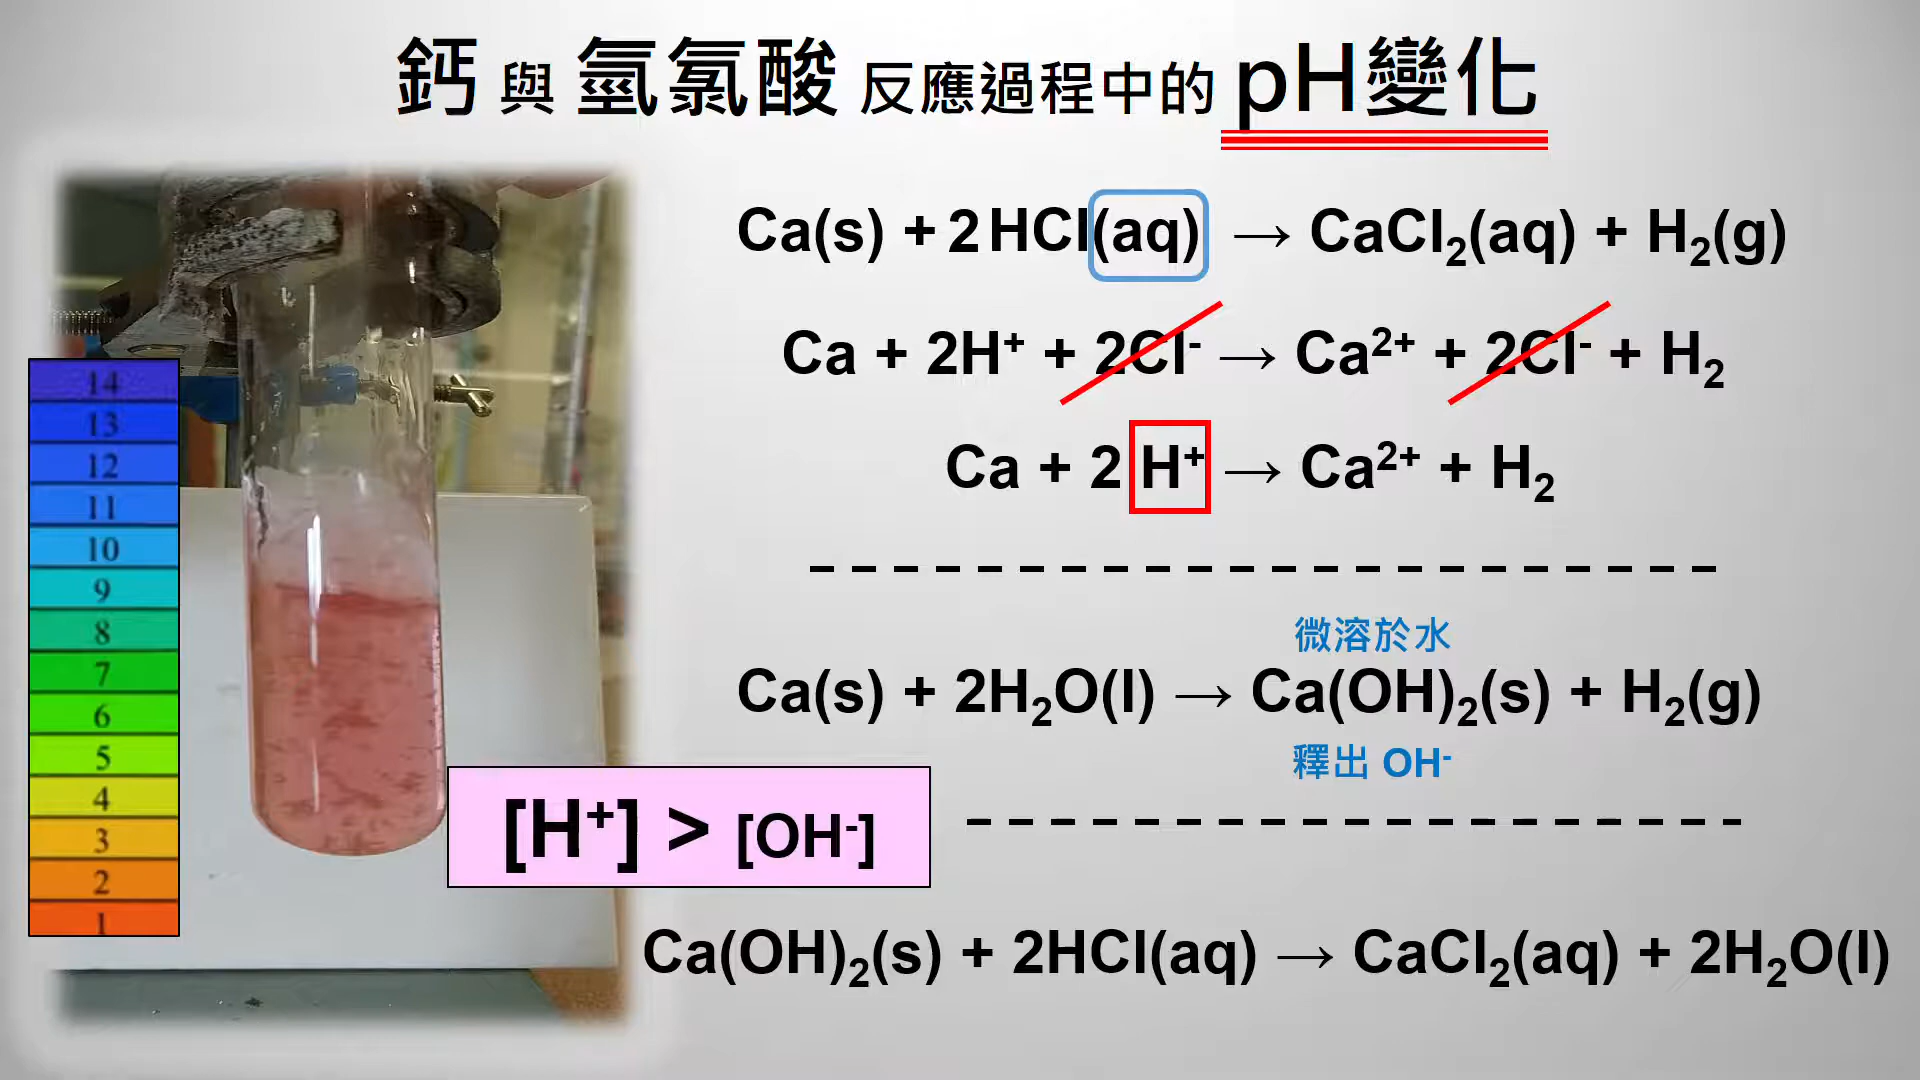 鈣 與 氫氯酸 反應過程中的 pH變化
Ca(s) + 2 HCl(aq) → CaCl₂(aq) + H₂(g)
Ca + 2H⁺ + 2Cl⁻ → Ca²⁺ + 2Cl⁻ + H₂
Ca + 2 H⁺ → Ca²⁺ + H₂
微溶於水
Ca(s) + 2H₂O(l) → Ca(OH)₂(s) + H₂(g)
釋出 OH⁻
[H⁺] > [OH⁻]
Ca(OH)₂(s) + 2HCl(aq) → CaCl₂(aq) + 2H₂O(l)
14
13
12
11
10
9
8
7
6
5
4
3
2
1